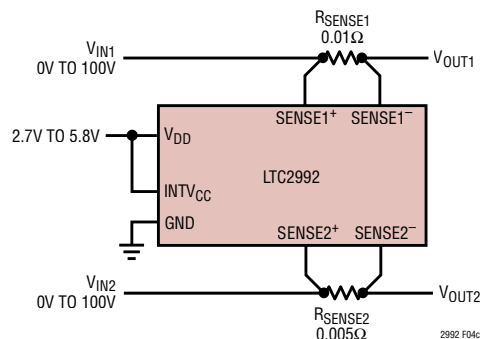 RSENSE1
0.01Ω
VIN1
0V TO 100V
VOUT1
SENSE1+
SENSE1–
2.7V TO 5.8V
VDD
LTC2992
INTVCC
GND
SENSE2+
SENSE2–
VIN2
0V TO 100V
VOUT2
RSENSE2
0.005Ω
2992 F04c